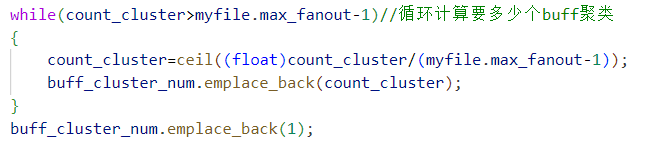 while(count_cluster>myfile.max_fanout-1)//循环计算要多少个buff聚类
{
    count_cluster=ceil((float)count_cluster/(myfile.max_fanout-1));
    buff_cluster_num.emplace_back(count_cluster);
}
buff_cluster_num.emplace_back(1);